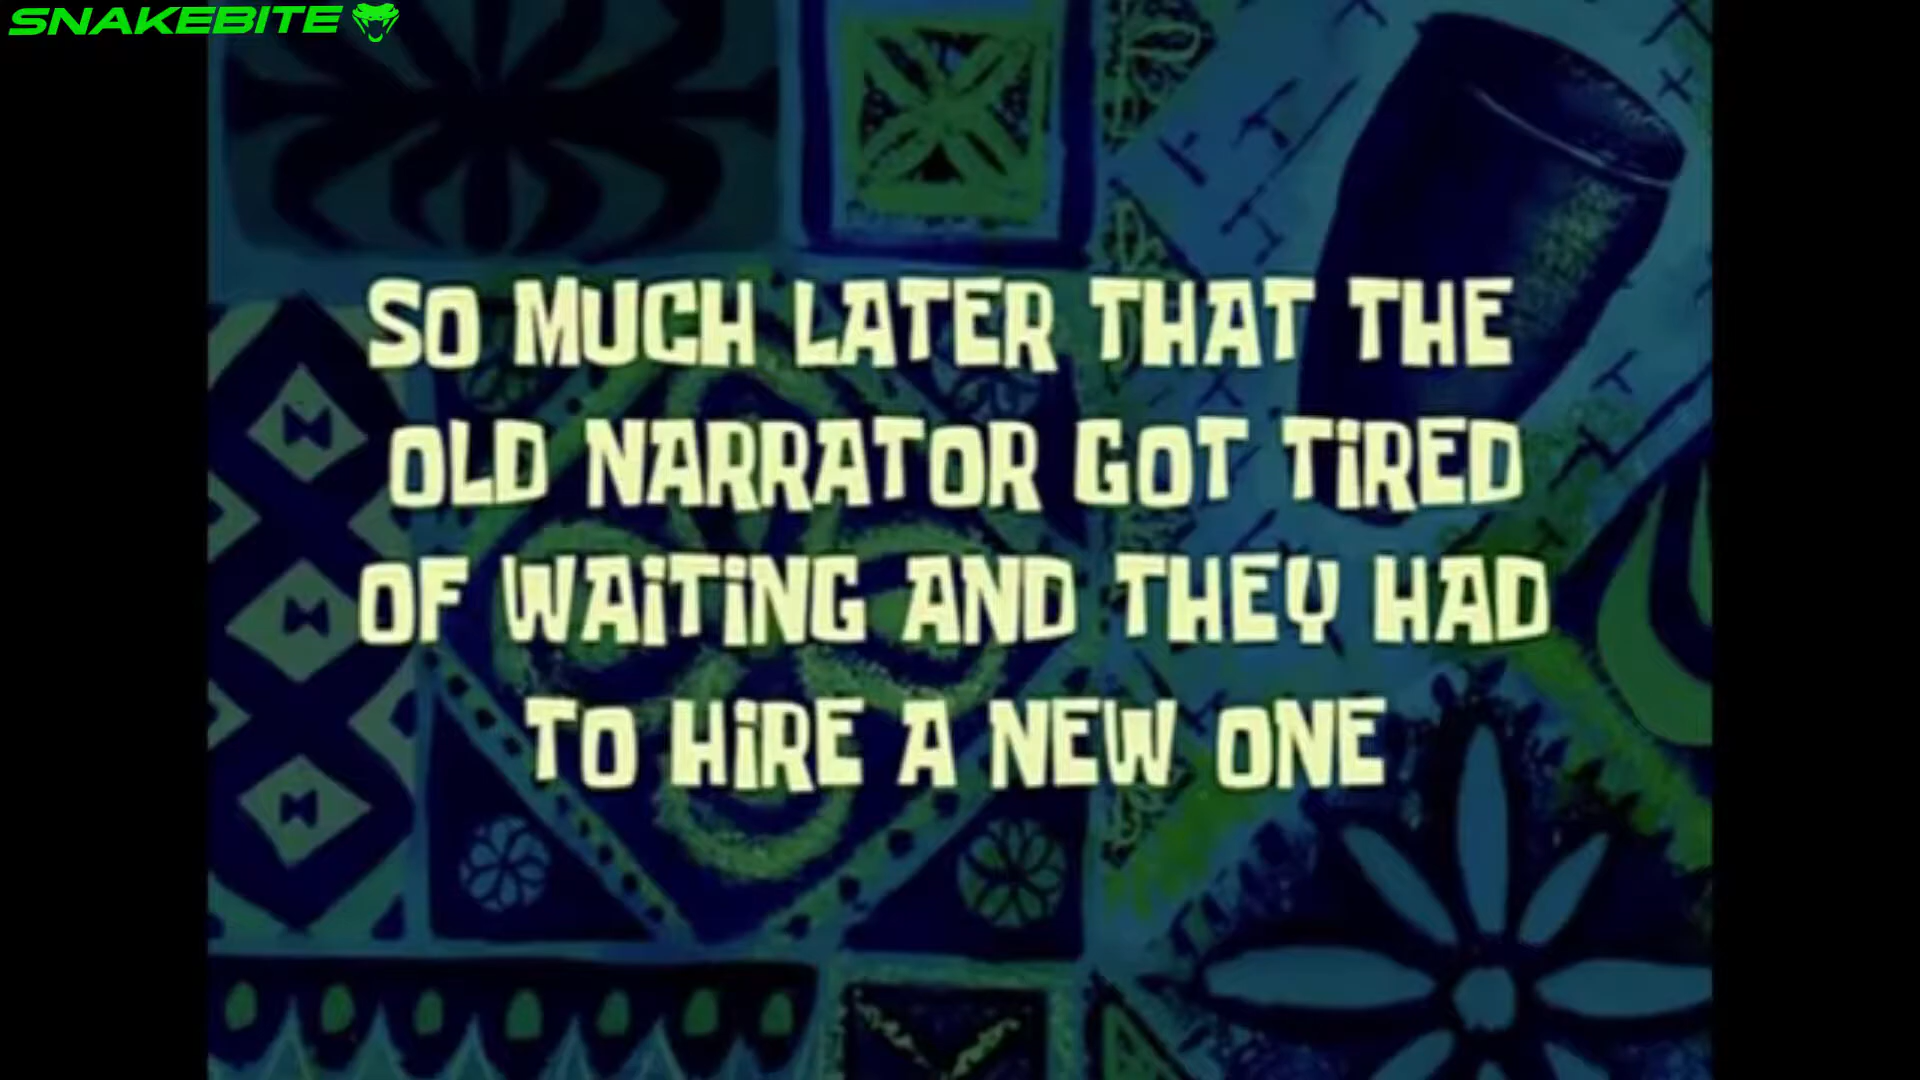 SNAKEBITE
SO MUCH LATER THAT THE
OLD NARRATOR GOT TiRED
OF WAiTiNG AND THEY HAD
TO HiRE A NEW ONE